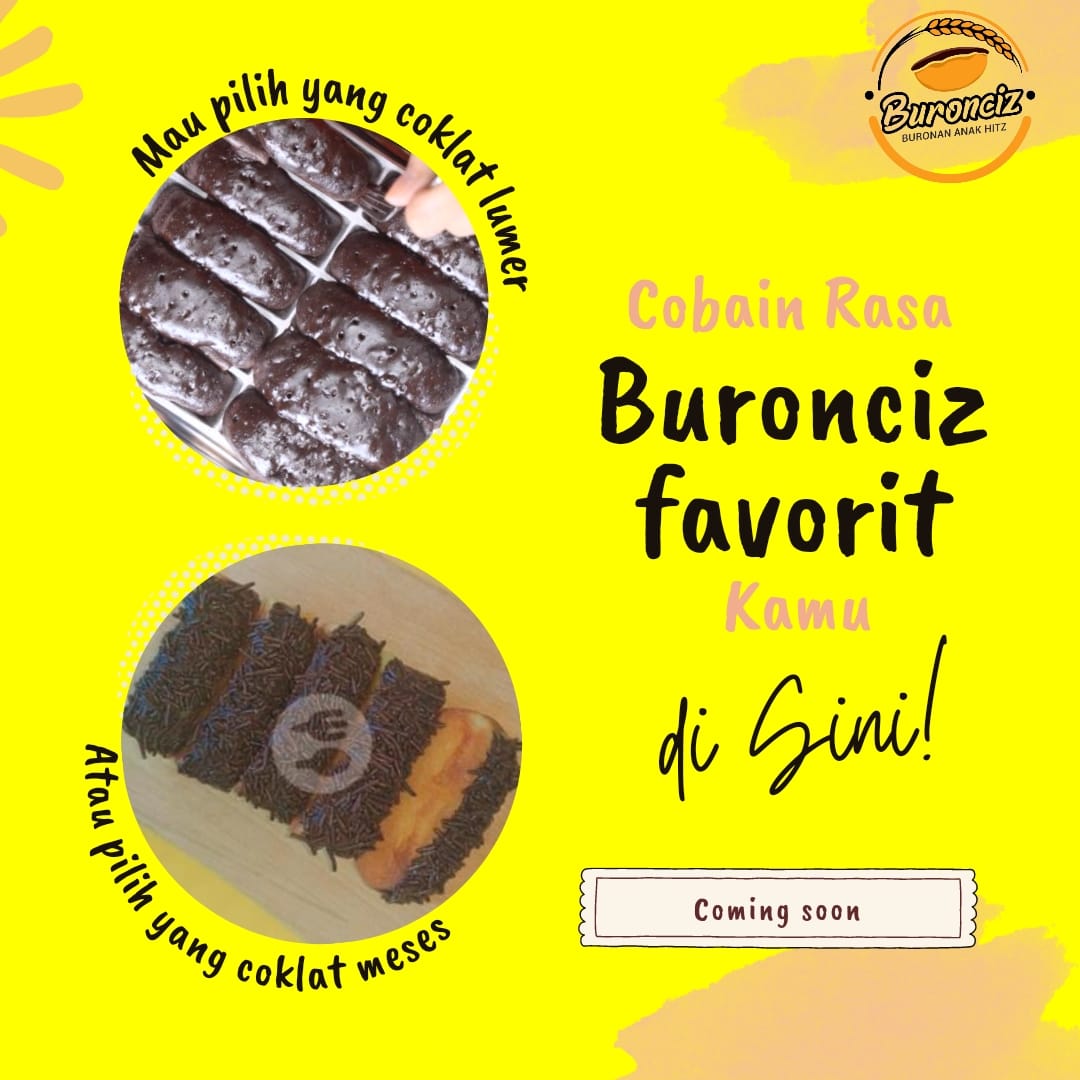 Mau pilih yang coklat lumer
Buronciz
BURONAN ANAK HITZ
Cobain Rasa
Buronciz
favorit
Kamu
di Sini!
Atau pilih yang coklat meses
Coming soon